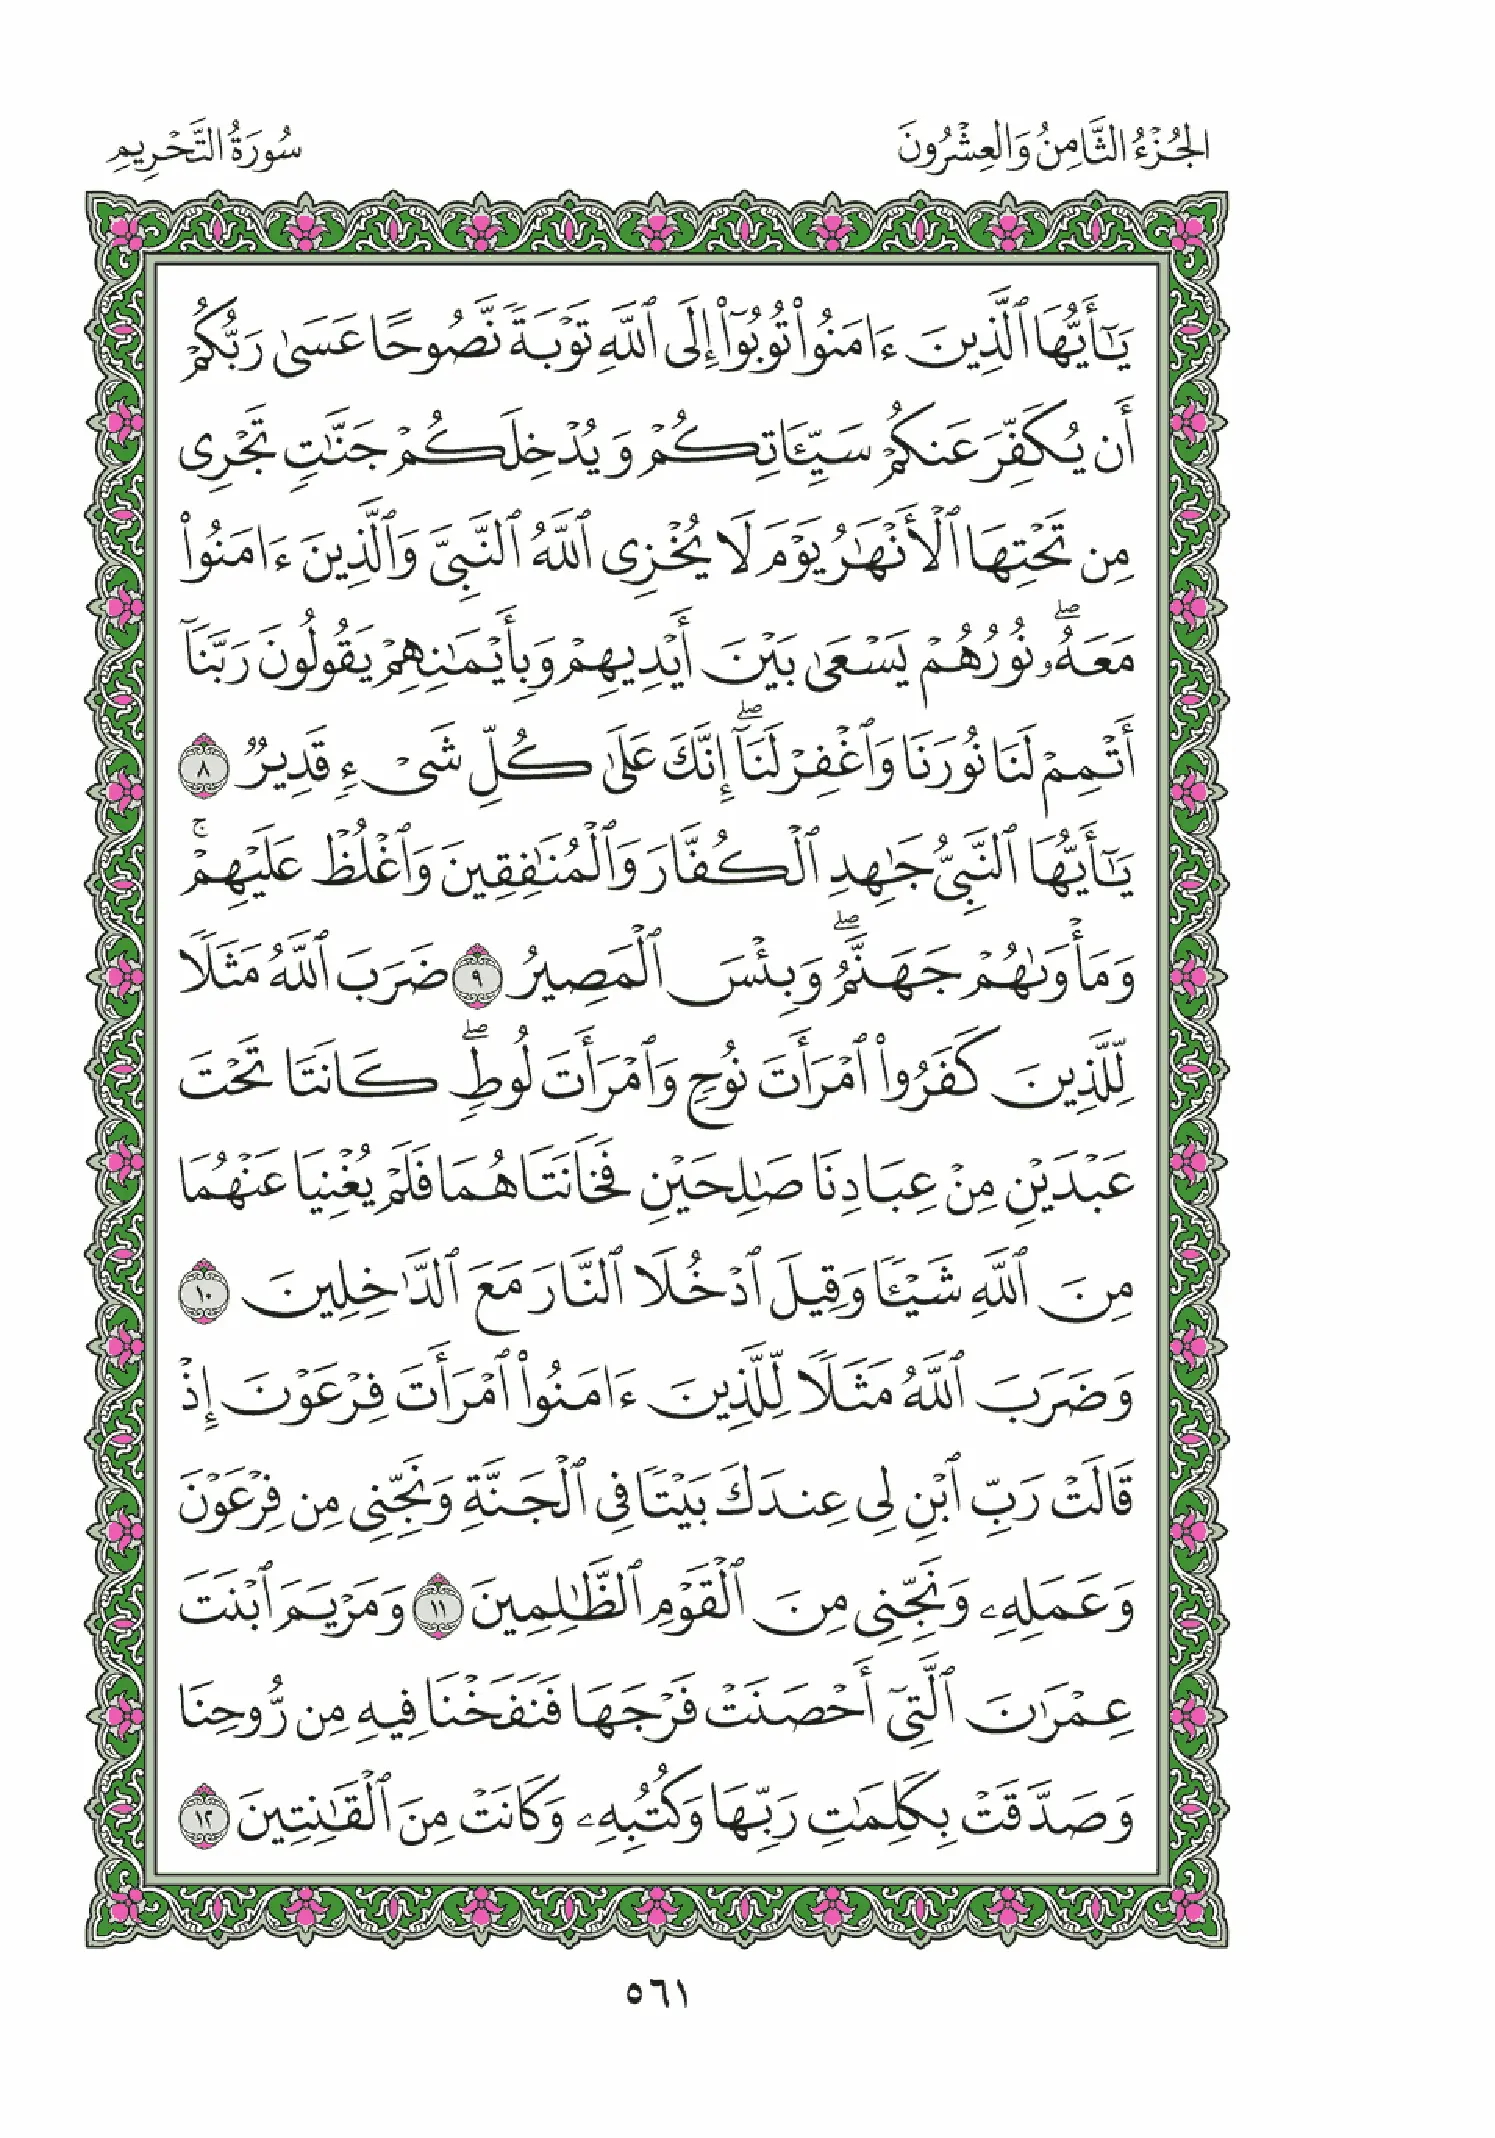 الجُزْءُ الثَّامِنُ وَالعِشْرُونَ
سُورَةُ التَّحْرِيمِ
يَٰٓأَيُّهَا ٱلَّذِينَ ءَامَنُوا۟ تُوبُوٓا۟ إِلَى ٱللَّهِ تَوْبَةً نَّصُوحًا عَسَىٰ رَبُّكُمْ
أَن يُكَفِّرَ عَنكُمْ سَيِّـَٔاتِكُمْ وَيُدْخِلَكُمْ جَنَّٰتٍ تَجْرِى
مِن تَحْتِهَا ٱلْأَنْهَٰرُ يَوْمَ لَا يُخْزِى ٱللَّهُ ٱلنَّبِىَّ وَٱلَّذِينَ ءَامَنُوا۟
مَعَهُۥۖ نُورُهُمْ يَسْعَىٰ بَيْنَ أَيْدِيهِمْ وَبِأَيْمَٰنِهِمْ يَقُولُونَ رَبَّنَآ
أَتْمِمْ لَنَا نُورَنَا وَٱغْفِرْ لَنَآۖ إِنَّكَ عَلَىٰ كُلِّ شَىْءٍ قَدِيرٌ ٨
يَٰٓأَيُّهَا ٱلنَّبِىُّ جَٰهِدِ ٱلْكُفَّارَ وَٱلْمُنَٰفِقِينَ وَٱغْلُظْ عَلَيْهِمْۚ
وَمَأْوَىٰهُمْ جَهَنَّمُۖ وَبِئْسَ ٱلْمَصِيرُ ٩ ضَرَبَ ٱللَّهُ مَثَلًا
لِّلَّذِينَ كَفَرُوا۟ ٱمْرَأَتَ نُوحٍ وَٱمْرَأَتَ لُوطٍۖ كَانَتَا تَحْتَ
عَبْدَيْنِ مِنْ عِبَادِنَا صَٰلِحَيْنِ فَخَانَتَاهُمَا فَلَمْ يُغْنِيَا عَنْهُمَا
مِنَ ٱللَّهِ شَيْـًٔا وَقِيلَ ٱدْخُلَا ٱلنَّارَ مَعَ ٱلدَّٰخِلِينَ ١٠
وَضَرَبَ ٱللَّهُ مَثَلًا لِّلَّذِينَ ءَامَنُوا۟ ٱمْرَأَتَ فِرْعَوْنَ إِذْ
قَالَتْ رَبِّ ٱبْنِ لِى عِندَكَ بَيْتًا فِى ٱلْجَنَّةِ وَنَجِّنِى مِن فِرْعَوْنَ
وَعَمَلِهِۦ وَنَجِّنِى مِنَ ٱلْقَوْمِ ٱلظَّٰلِمِينَ ١١ وَمَرْيَمَ ٱبْنَتَ
عِمْرَٰنَ ٱلَّتِىٓ أَحْصَنَتْ فَرْجَهَا فَنَفَخْنَا فِيهِ مِن رُّوحِنَا
وَصَدَّقَتْ بِكَلِمَٰتِ رَبِّهَا وَكُتُبِهِۦ وَكَانَتْ مِنَ ٱلْقَٰنِتِينَ ١٢
٥٦١